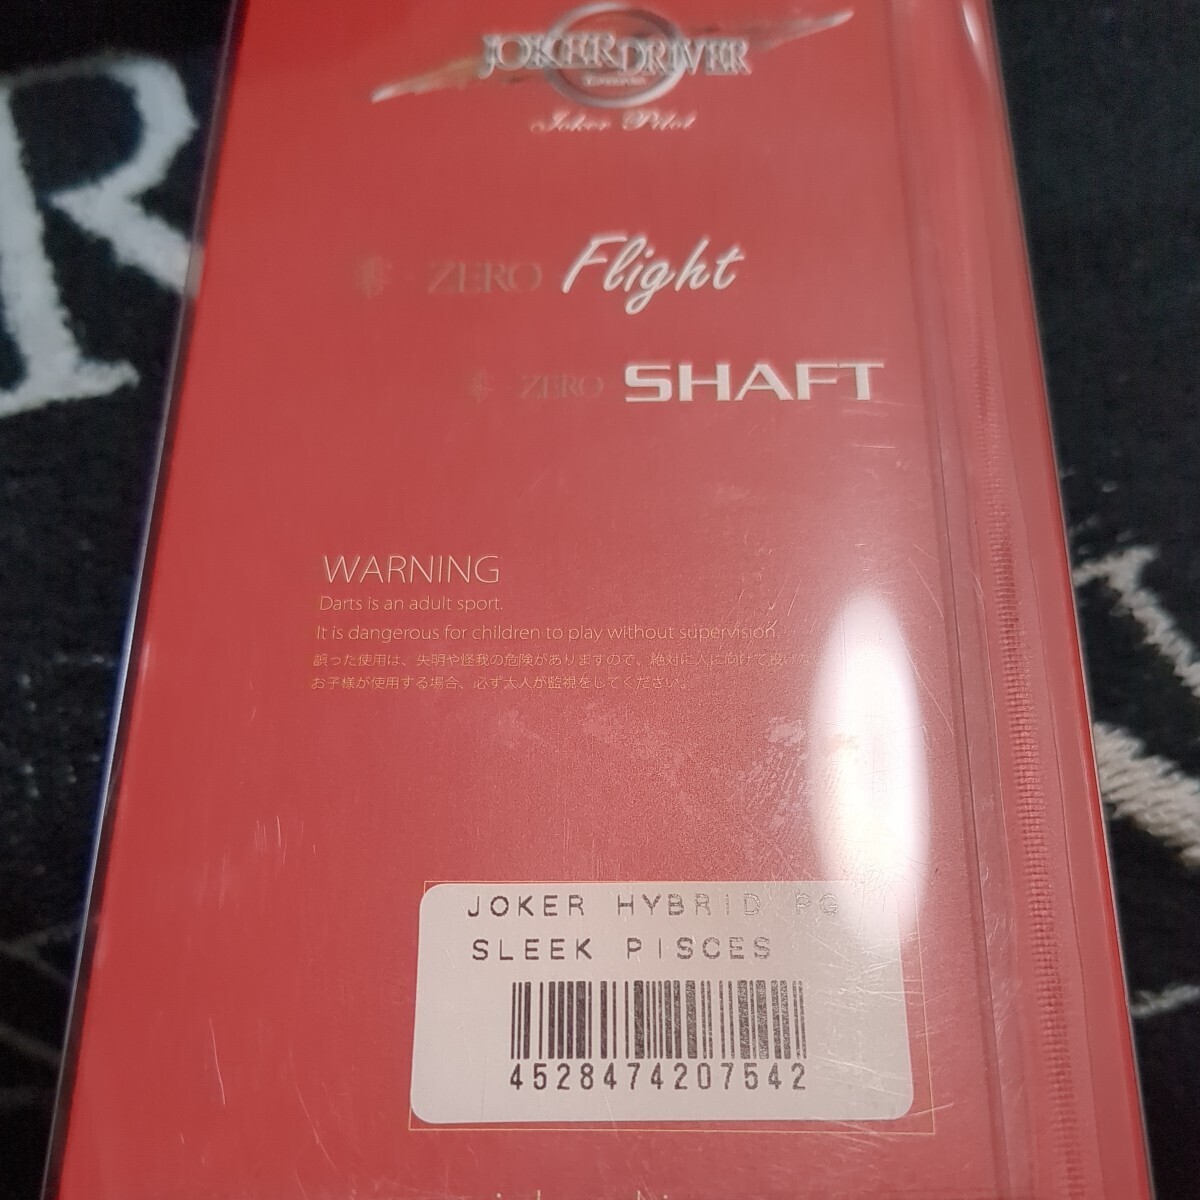 JOKER DRIVER
Joker Pilot
零 - ZERO Flight
零 - ZERO SHAFT
WARNING
Darts is an adult sport.
It is dangerous for children to play without supervision.
誤った使用は、失明や怪我の危険がありますので、絶対に人に向けて投げな
お子様が使用する場合、必ず大人が監視をしてください。
JOKER HYBRID PG
SLEEK PISCES
4528474207542
R